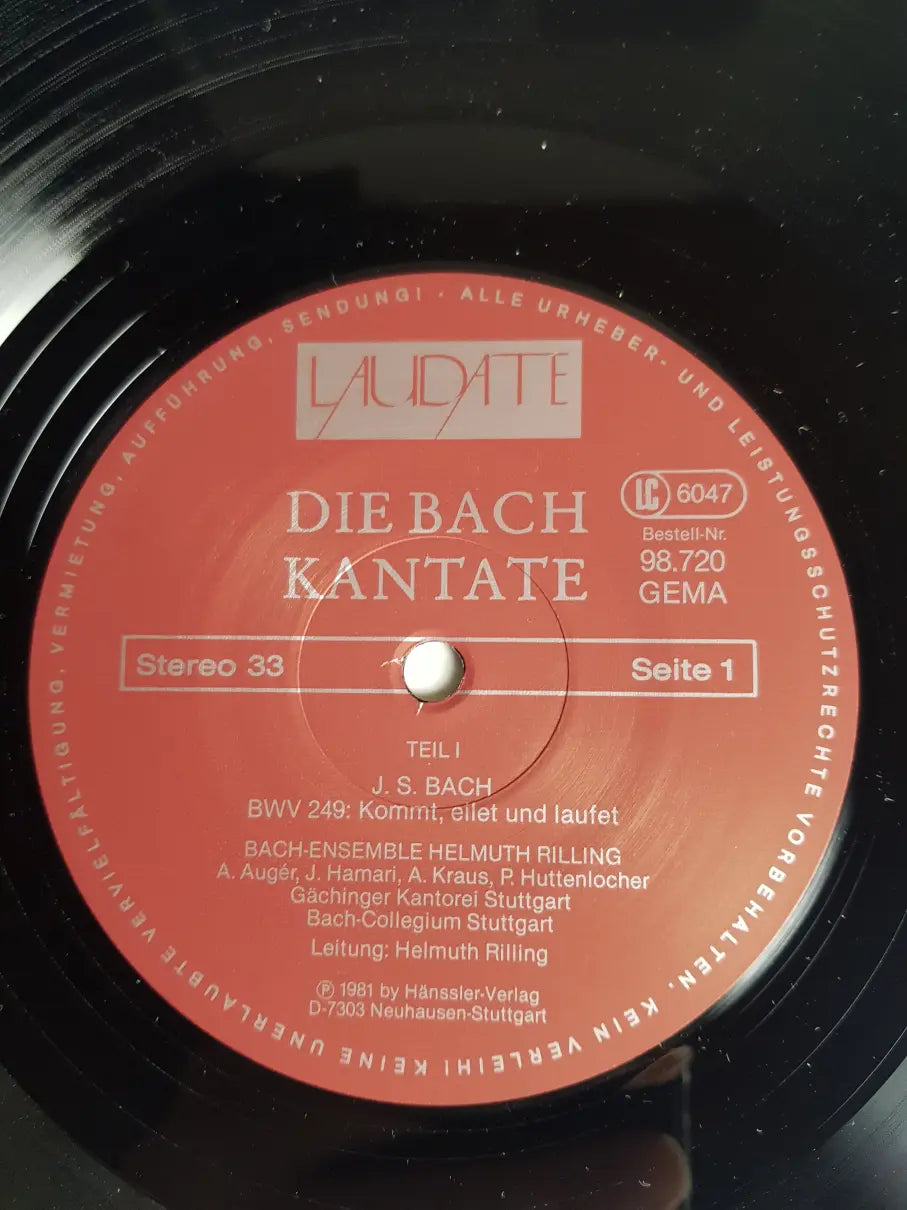 LAUDATE
DIE BACH
KANTATE
LC 6047
Bestell-Nr.
98.720
GEMA
Stereo 33
Seite 1
TEIL I
J. S. BACH
BWV 249: Kommt, eilet und laufet
BACH-ENSEMBLE HELMUTH RILLING
A. Augér, J. Hamari, A. Kraus, P. Huttenlocher
Gächinger Kantorei Stuttgart
Bach-Collegium Stuttgart
Leitung: Helmuth Rilling
℗ 1981 by Hänssler-Verlag
D-7303 Neuhausen-Stuttgart
ALLE URHEBER- UND LEISTUNGSSCHUTZRECHTE VORBEHALTEN. KEIN VERLEIH! KEINE UNERLAUBTE VERVIELFÄLTIGUNG, VERMIETUNG, AUFFÜHRUNG, SENDUNG! ·